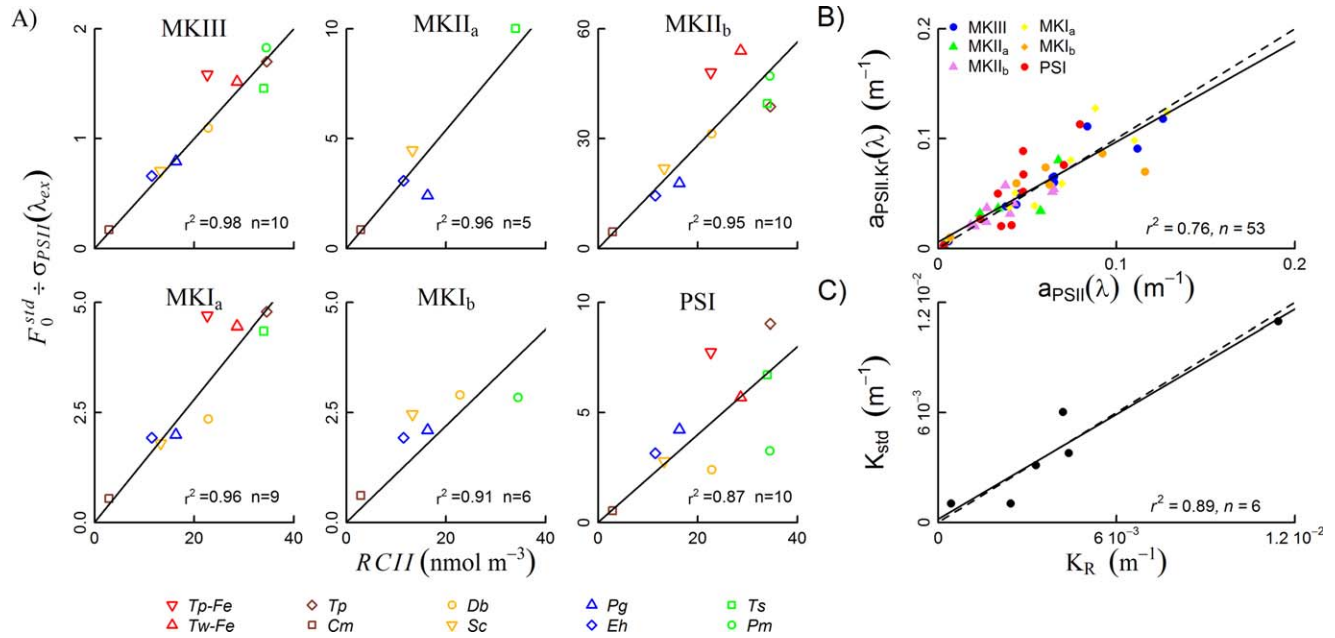 A)
MKIII
MKIIa
MKIIb
2
1
0
r² =0.98 n=10
10
5
0
r² =0.96 n=5
60
30
0
r² =0.95 n=10
F₀ˢᵗᵈ ÷ σPSII(λex)
MKIa
MKIb
PSI
5.0
2.5
0.0
r² =0.96 n=9
5.0
2.5
0.0
r² =0.91 n=6
10
5
0
r² =0.87 n=10
0 20 40
0 20 40
0 20 40
RCII (nmol m⁻³)
Tp-Fe
Tp
Db
Pg
Ts
Tw-Fe
Cm
Sc
Eh
Pm
B)
MKIII
MKIa
MKIIa
MKIb
MKIIb
PSI
aPSII.Kr(λ) (m⁻¹)
0.2
0.1
0
r² = 0.76, n = 53
0 0.1 0.2
aPSII(λ) (m⁻¹)
C)
Kstd (m⁻¹)
1.2 10⁻²
6 10⁻³
0
r² = 0.89, n = 6
0 6 10⁻³ 1.2 10⁻²
KR (m⁻¹)